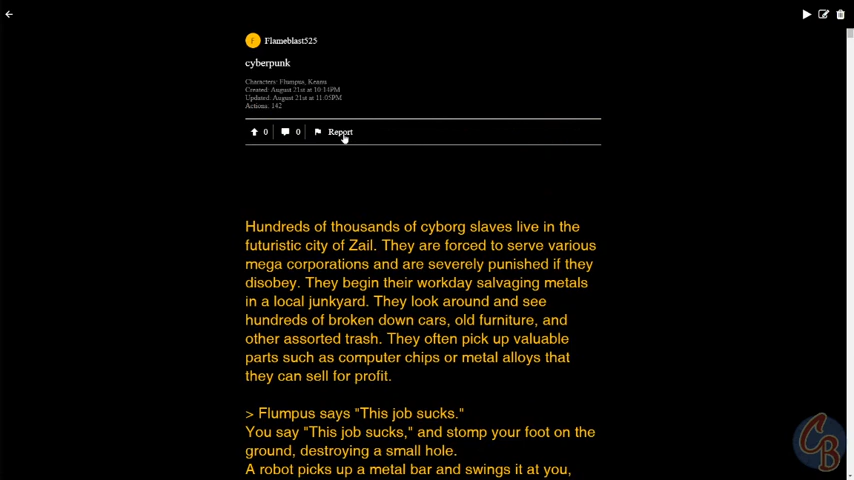 F Flameblast525
cyberpunk
Characters: Flumpus, Kearns
Created: August 21st at 10:14PM
Updated: August 21st at 11:05PM
Actions: 142
0 0 Report
Hundreds of thousands of cyborg slaves live in the
futuristic city of Zail. They are forced to serve various
mega corporations and are severely punished if they
disobey. They begin their workday salvaging metals
in a local junkyard. They look around and see
hundreds of broken down cars, old furniture, and
other assorted trash. They often pick up valuable
parts such as computer chips or metal alloys that
they can sell for profit.
> Flumpus says "This job sucks."
You say "This job sucks," and stomp your foot on the
ground, destroying a small hole.
A robot picks up a metal bar and swings it at you,
CB